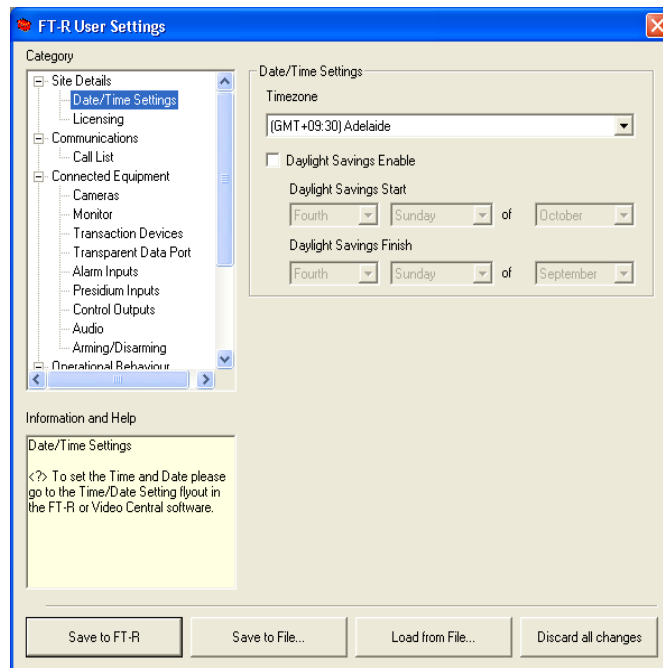 FT-R User Settings
Category
Site Details
Date/Time Settings
Licensing
Communications
Call List
Connected Equipment
Cameras
Monitor
Transaction Devices
Transparent Data Port
Alarm Inputs
Presidium Inputs
Control Outputs
Audio
Arming/Disarming
Operational Behaviour
Date/Time Settings
Timezone
(GMT+09:30) Adelaide
Daylight Savings Enable
Daylight Savings Start
Fourth Sunday of October
Daylight Savings Finish
Fourth Sunday of September
Information and Help
Date/Time Settings
<?> To set the Time and Date please
go to the Time/Date Setting flyout in
the FT-R or Video Central software.
Save to FT-R Save to File... Load from File... Discard all changes